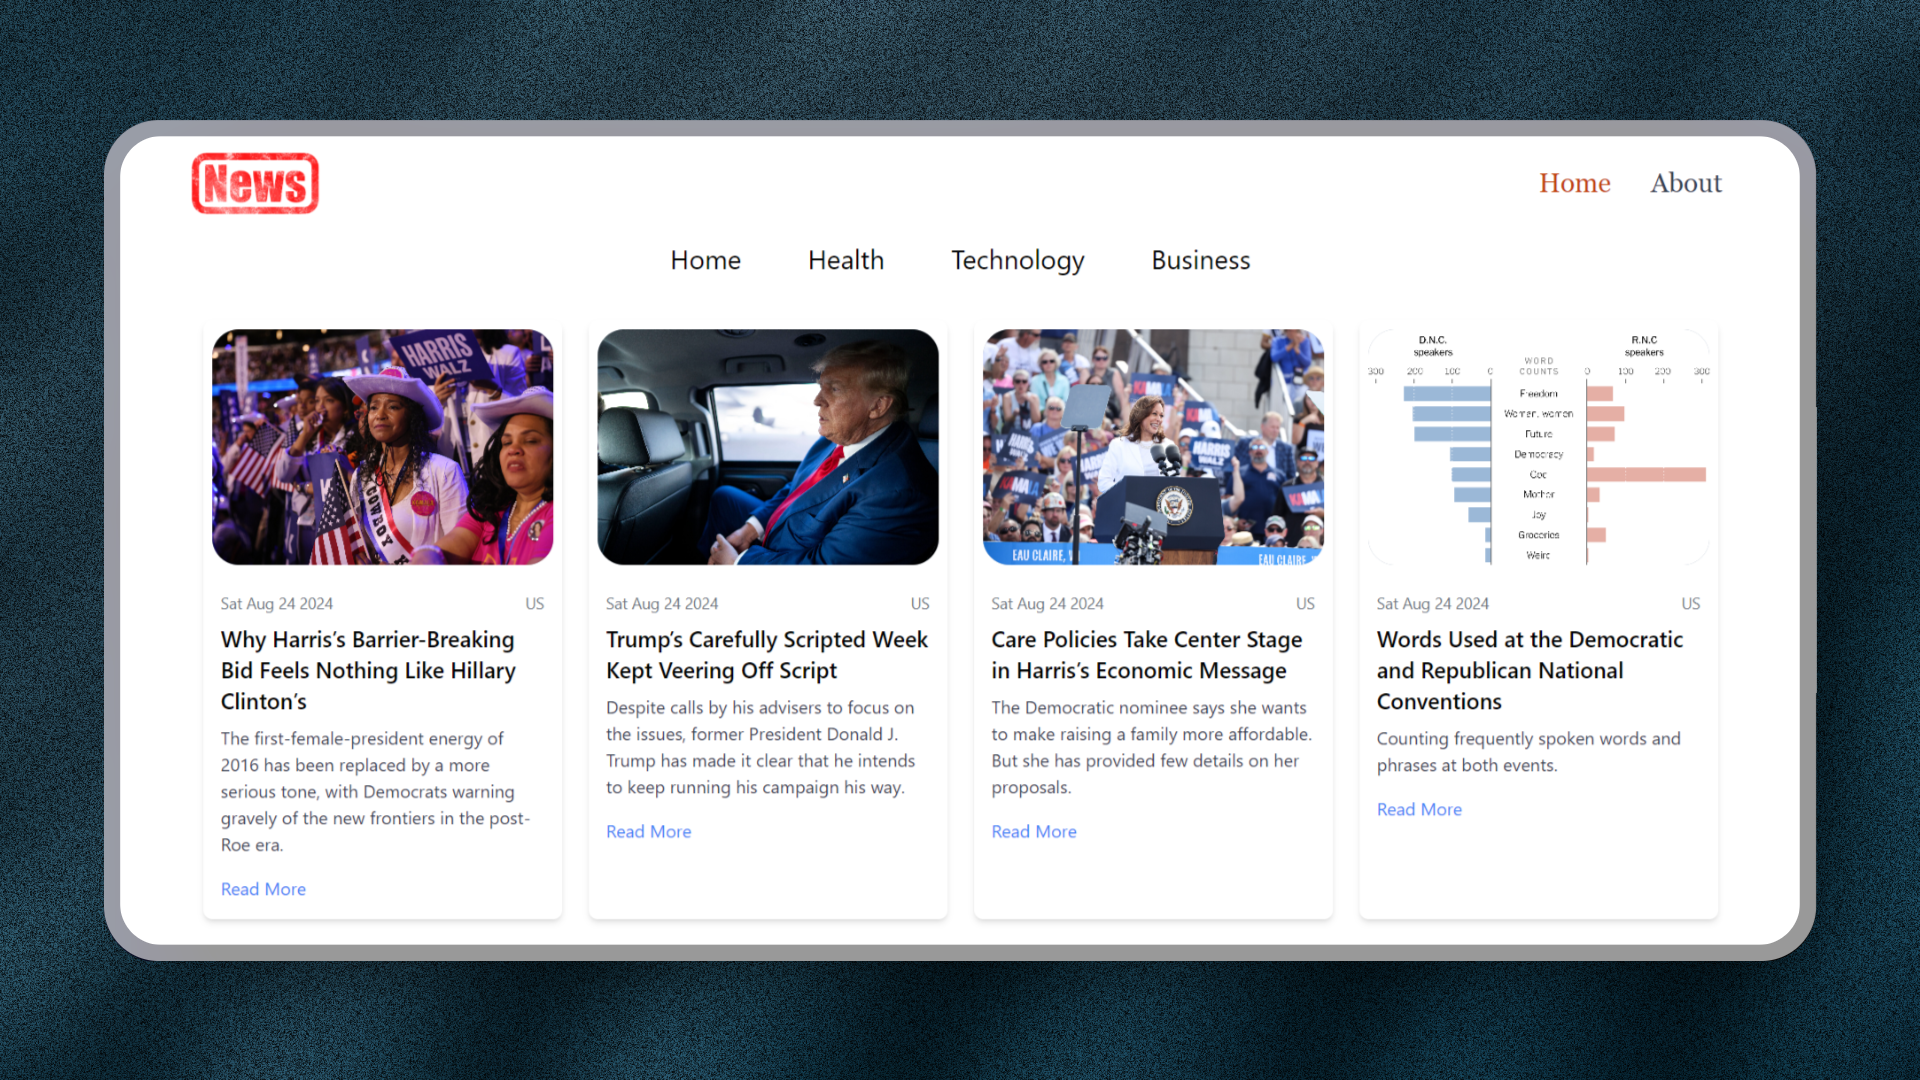 News
Home About
Home Health Technology Business
HARRIS
WALZ
COWBOY
Sat Aug 24 2024 US
Why Harris’s Barrier-Breaking
Bid Feels Nothing Like Hillary
Clinton’s
The first-female-president energy of
2016 has been replaced by a more
serious tone, with Democrats warning
gravely of the new frontiers in the post-
Roe era.
Read More
Sat Aug 24 2024 US
Trump’s Carefully Scripted Week
Kept Veering Off Script
Despite calls by his advisers to focus on
the issues, former President Donald J.
Trump has made it clear that he intends
to keep running his campaign his way.
Read More
KAMALA
HARRIS
WALZ
EAU CLAIRE,
EAU CLAIRE,
Sat Aug 24 2024 US
Care Policies Take Center Stage
in Harris’s Economic Message
The Democratic nominee says she wants
to make raising a family more affordable.
But she has provided few details on her
proposals.
Read More
D.N.C. R.N.C
speakers speakers
WORD
COUNTS
300 200 100 0 0 100 200 300
Freedom
Women, woman
Future
Democracy
God
Mother
Joy
Groceries
Weird
Sat Aug 24 2024 US
Words Used at the Democratic
and Republican National
Conventions
Counting frequently spoken words and
phrases at both events.
Read More